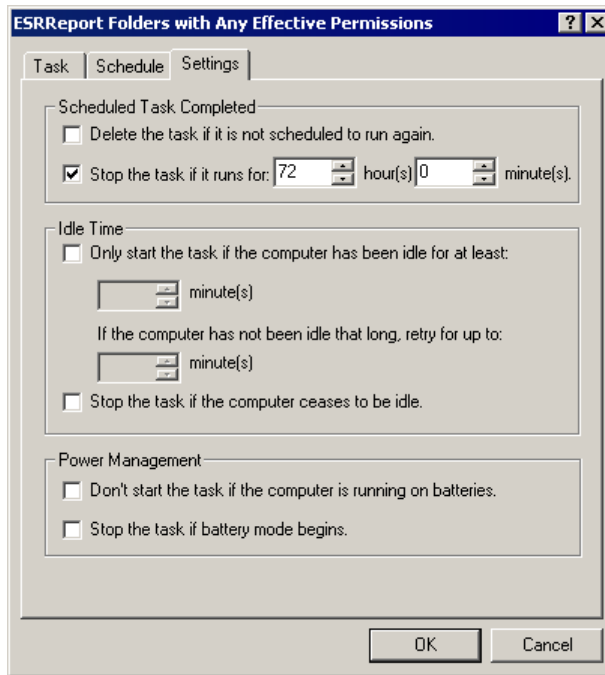 ESRReport Folders with Any Effective Permissions
Task Schedule Settings
Scheduled Task Completed
Delete the task if it is not scheduled to run again.
Stop the task if it runs for: 72 hour(s) 0 minute(s).
Idle Time
Only start the task if the computer has been idle for at least:
minute(s)
If the computer has not been idle that long, retry for up to:
minute(s)
Stop the task if the computer ceases to be idle.
Power Management
Don't start the task if the computer is running on batteries.
Stop the task if battery mode begins.
OK Cancel